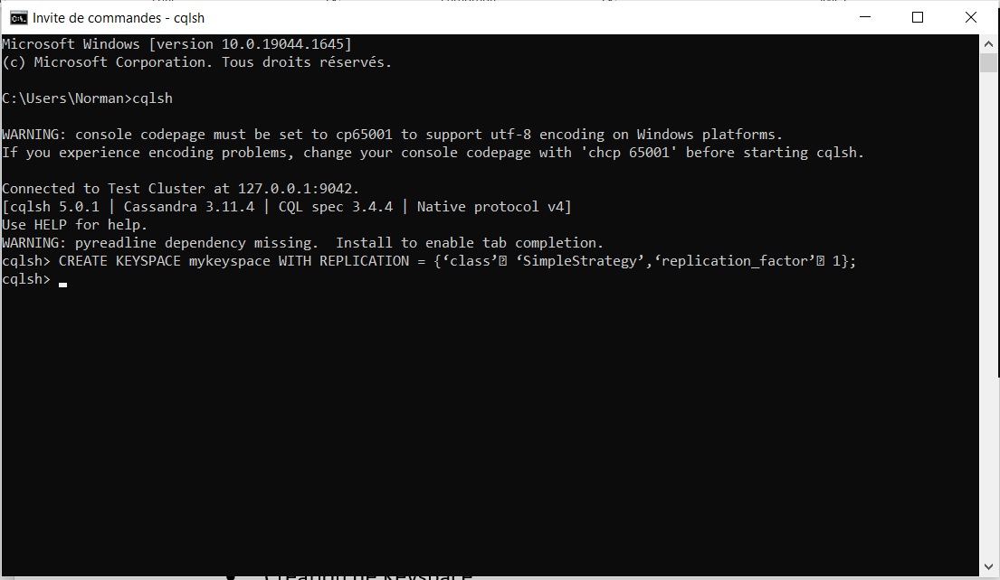 Invite de commandes - cqlsh
Microsoft Windows [version 10.0.19044.1645]
(c) Microsoft Corporation. Tous droits réservés.
C:\Users\Norman>cqlsh
WARNING: console codepage must be set to cp65001 to support utf-8 encoding on Windows platforms.
If you experience encoding problems, change your console codepage with 'chcp 65001' before starting cqlsh.
Connected to Test Cluster at 127.0.0.1:9042.
[cqlsh 5.0.1 | Cassandra 3.11.4 | CQL spec 3.4.4 | Native protocol v4]
Use HELP for help.
WARNING: pyreadline dependency missing.  Install to enable tab completion.
cqlsh> CREATE KEYSPACE mykeyspace WITH REPLICATION = {‘class’⍰ ‘SimpleStrategy’,‘replication_factor’⍰ 1};
cqlsh>